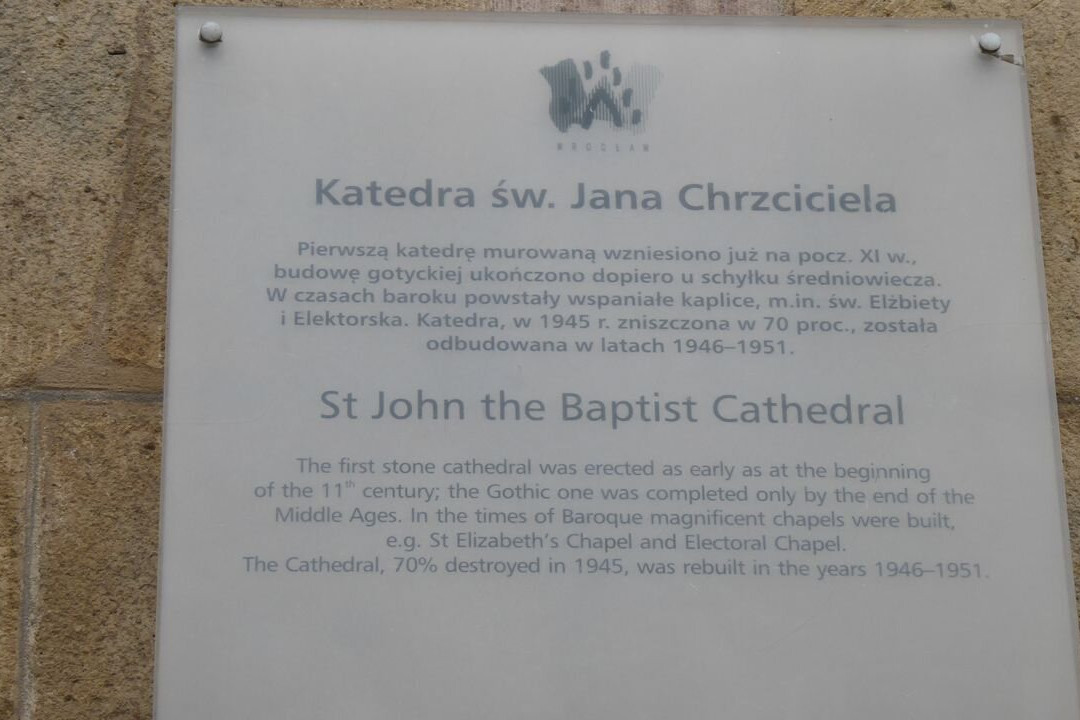 WROCŁAW
Katedra św. Jana Chrzciciela
Pierwszą katedrę murowaną wzniesiono już na pocz. XI w.,
budowę gotyckiej ukończono dopiero u schyłku średniowiecza.
W czasach baroku powstały wspaniałe kaplice, m.in. św. Elżbiety
i Elektorska. Katedra, w 1945 r. zniszczona w 70 proc., została
odbudowana w latach 1946–1951.
St John the Baptist Cathedral
The first stone cathedral was erected as early as at the beginning
of the 11th century; the Gothic one was completed only by the end of the
Middle Ages. In the times of Baroque magnificent chapels were built,
e.g. St Elizabeth's Chapel and Electoral Chapel.
The Cathedral, 70% destroyed in 1945, was rebuilt in the years 1946–1951.